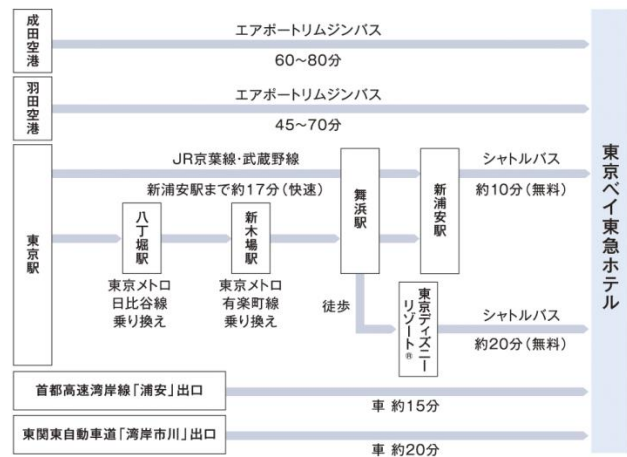 成田空港
エアポートリムジンバス
60〜80分
羽田空港
エアポートリムジンバス
45〜70分
東京駅
JR京葉線・武蔵野線
新浦安駅まで約17分（快速）
八丁堀駅
東京メトロ
日比谷線
乗り換え
新木場駅
東京メトロ
有楽町線
乗り換え
舞浜駅
新浦安駅
シャトルバス
約10分（無料）
徒歩
東京ディズニー
リゾート®
シャトルバス
約20分（無料）
首都高速湾岸線「浦安」出口
車 約15分
東関東自動車道「湾岸市川」出口
車 約20分
東京ベイ東急ホテル